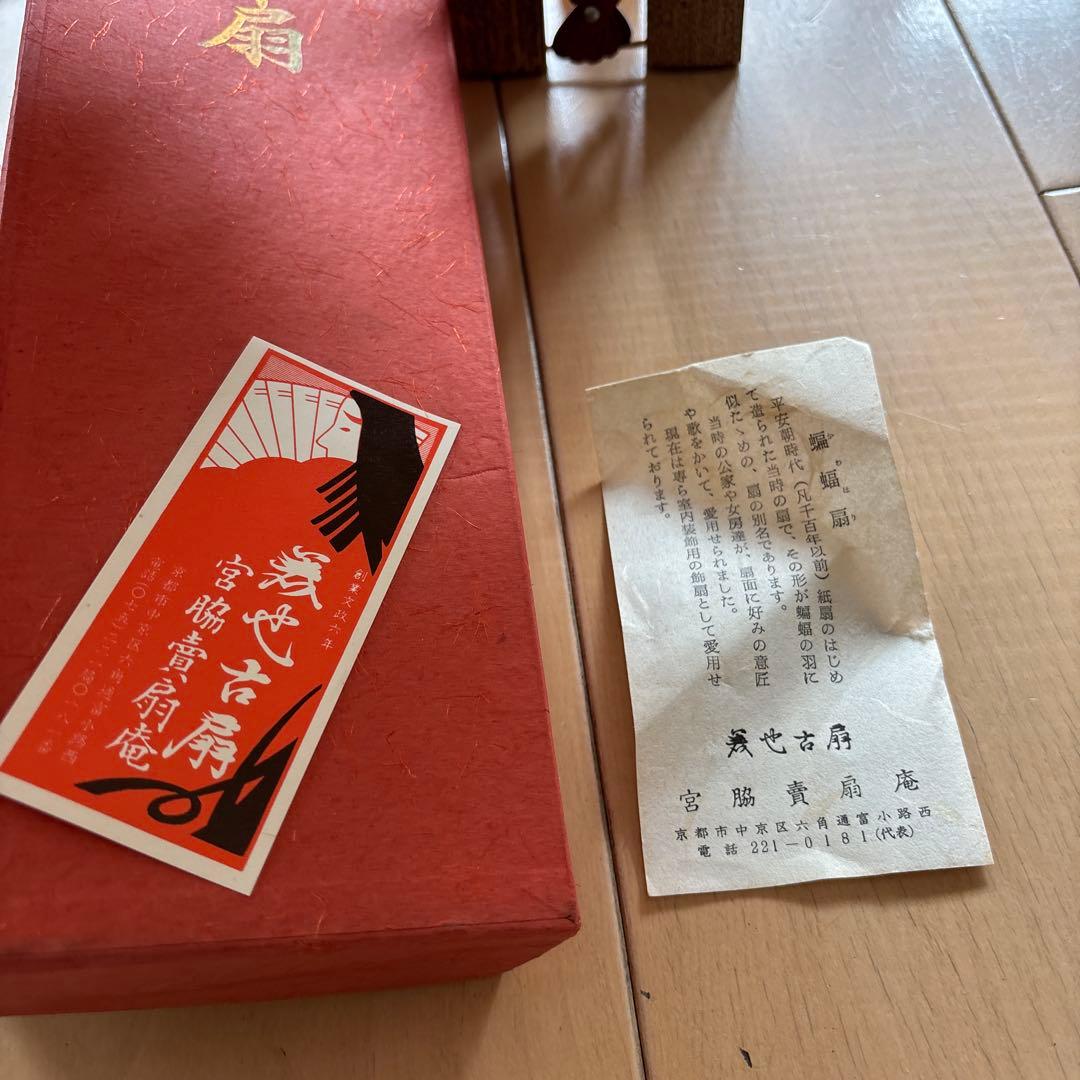 扇
創業文政六年
美也古扇
宮脇賣扇庵
京都市中京区六角通富小路西
蝙蝠扇
平安朝時代（凡千百年以前）紙扇のはじめ
て造られた当時の扇で、その形が蝙蝠の羽に
似たゝめの、扇の別名であります。
当時の公家や女房達が、扇面に好みの意匠
や歌をかいて、愛用せられました。
現在は専ら室内装飾用の飾扇として愛用せ
られております。
美也古扇
宮脇賣扇庵
京都市中京区六角通富小路西
電話 221-0181(代表)